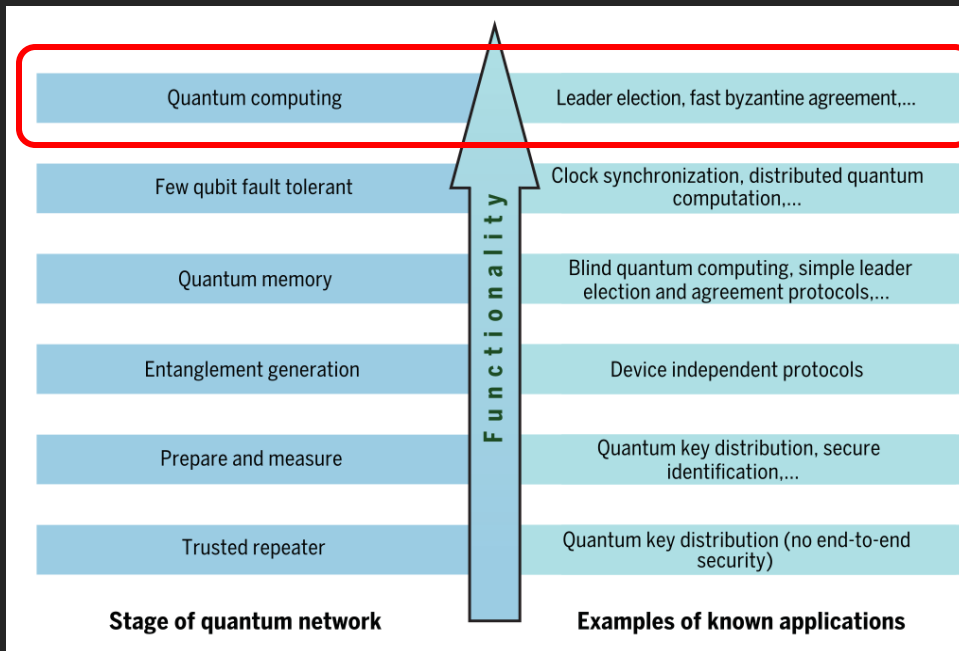 Quantum computing
Leader election, fast byzantine agreement,...
Few qubit fault tolerant
Clock synchronization, distributed quantum
computation,...
Quantum memory
Blind quantum computing, simple leader
election and agreement protocols,...
Entanglement generation
Device independent protocols
Prepare and measure
Quantum key distribution, secure
identification,...
Trusted repeater
Quantum key distribution (no end-to-end
security)
Functionality
Stage of quantum network
Examples of known applications